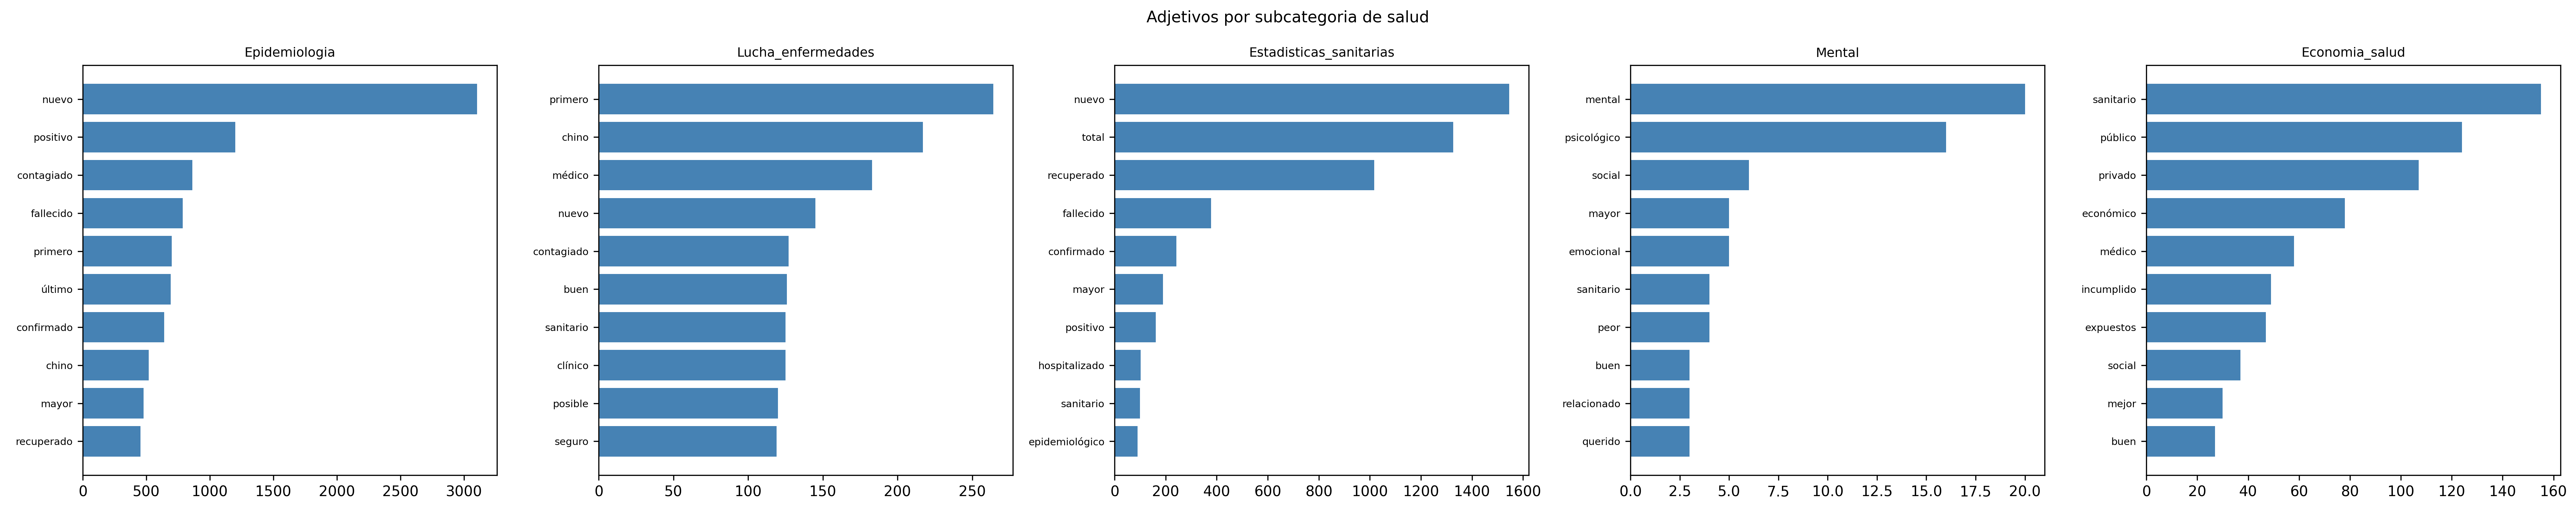 Adjetivos por subcategoria de salud
Epidemiologia
nuevo
positivo
contagiado
fallecido
primero
último
confirmado
chino
mayor
recuperado
0 500 1000 1500 2000 2500 3000
Lucha_enfermedades
primero
chino
médico
nuevo
contagiado
buen
sanitario
clínico
posible
seguro
0 50 100 150 200 250
Estadisticas_sanitarias
nuevo
total
recuperado
fallecido
confirmado
mayor
positivo
hospitalizado
sanitario
epidemiológico
0 200 400 600 800 1000 1200 1400 1600
Mental
mental
psicológico
social
mayor
emocional
sanitario
peor
buen
relacionado
querido
0.0 2.5 5.0 7.5 10.0 12.5 15.0 17.5 20.0
Economia_salud
sanitario
público
privado
económico
médico
incumplido
expuestos
social
mejor
buen
0 20 40 60 80 100 120 140 160